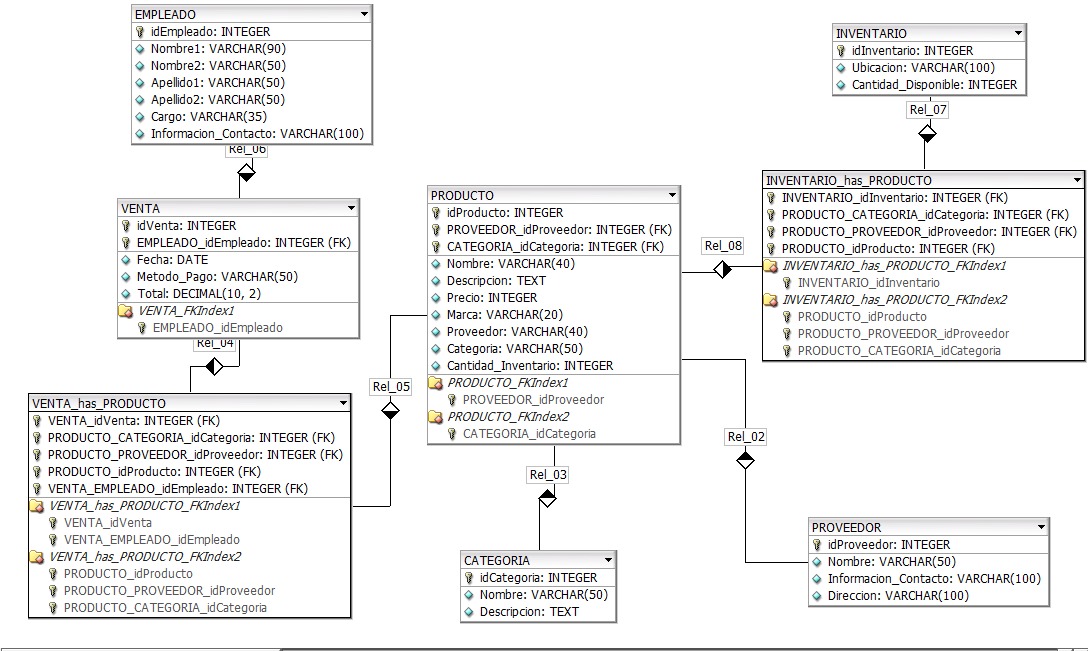 EMPLEADO
idEmpleado: INTEGER
Nombre1: VARCHAR(90)
Nombre2: VARCHAR(50)
Apellido1: VARCHAR(50)
Apellido2: VARCHAR(50)
Cargo: VARCHAR(35)
Informacion_Contacto: VARCHAR(100)
Rel_06
VENTA
idVenta: INTEGER
EMPLEADO_idEmpleado: INTEGER (FK)
Fecha: DATE
Metodo_Pago: VARCHAR(50)
Total: DECIMAL(10, 2)
VENTA_FKIndex1
EMPLEADO_idEmpleado
Rel_04
VENTA_has_PRODUCTO
VENTA_idVenta: INTEGER (FK)
PRODUCTO_CATEGORIA_idCategoria: INTEGER (FK)
PRODUCTO_PROVEEDOR_idProveedor: INTEGER (FK)
PRODUCTO_idProducto: INTEGER (FK)
VENTA_EMPLEADO_idEmpleado: INTEGER (FK)
VENTA_has_PRODUCTO_FKIndex1
VENTA_idVenta
VENTA_EMPLEADO_idEmpleado
VENTA_has_PRODUCTO_FKIndex2
PRODUCTO_idProducto
PRODUCTO_PROVEEDOR_idProveedor
PRODUCTO_CATEGORIA_idCategoria
Rel_05
PRODUCTO
idProducto: INTEGER
PROVEEDOR_idProveedor: INTEGER (FK)
CATEGORIA_idCategoria: INTEGER (FK)
Nombre: VARCHAR(40)
Descripcion: TEXT
Precio: INTEGER
Marca: VARCHAR(20)
Proveedor: VARCHAR(40)
Categoria: VARCHAR(50)
Cantidad_Inventario: INTEGER
PRODUCTO_FKIndex1
PROVEEDOR_idProveedor
PRODUCTO_FKIndex2
CATEGORIA_idCategoria
Rel_03
CATEGORIA
idCategoria: INTEGER
Nombre: VARCHAR(50)
Descripcion: TEXT
Rel_08
Rel_02
INVENTARIO
idInventario: INTEGER
Ubicacion: VARCHAR(100)
Cantidad_Disponible: INTEGER
Rel_07
INVENTARIO_has_PRODUCTO
INVENTARIO_idInventario: INTEGER (FK)
PRODUCTO_CATEGORIA_idCategoria: INTEGER (FK)
PRODUCTO_PROVEEDOR_idProveedor: INTEGER (FK)
PRODUCTO_idProducto: INTEGER (FK)
INVENTARIO_has_PRODUCTO_FKIndex1
INVENTARIO_idInventario
INVENTARIO_has_PRODUCTO_FKIndex2
PRODUCTO_idProducto
PRODUCTO_PROVEEDOR_idProveedor
PRODUCTO_CATEGORIA_idCategoria
PROVEEDOR
idProveedor: INTEGER
Nombre: VARCHAR(50)
Informacion_Contacto: VARCHAR(100)
Direccion: VARCHAR(100)